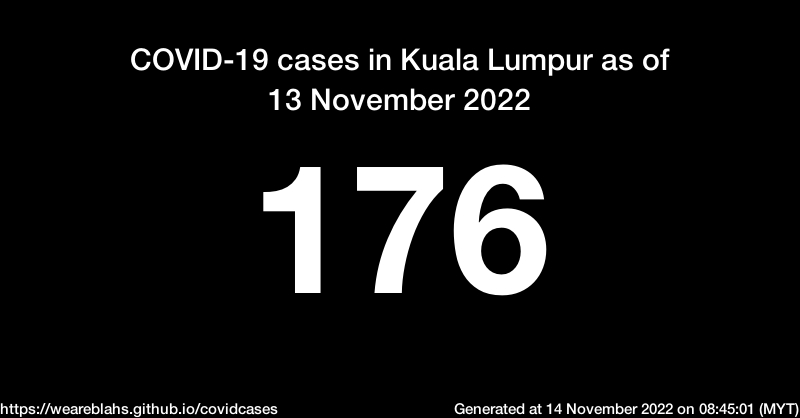 COVID-19 cases in Kuala Lumpur as of
13 November 2022
176
https://weareblahs.github.io/covidcases
Generated at 14 November 2022 on 08:45:01 (MYT)